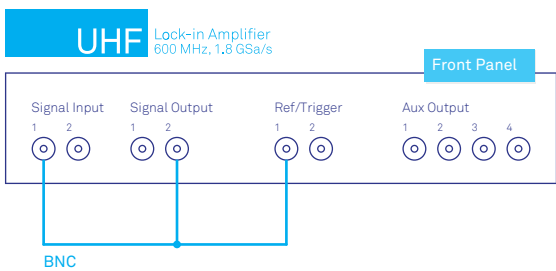 UHF
Lock-in Amplifier
600 MHz, 1.8 GSa/s
Front Panel
Signal Input Signal Output Ref/Trigger Aux Output
1 2 1 2 1 2 1 2 3 4
BNC